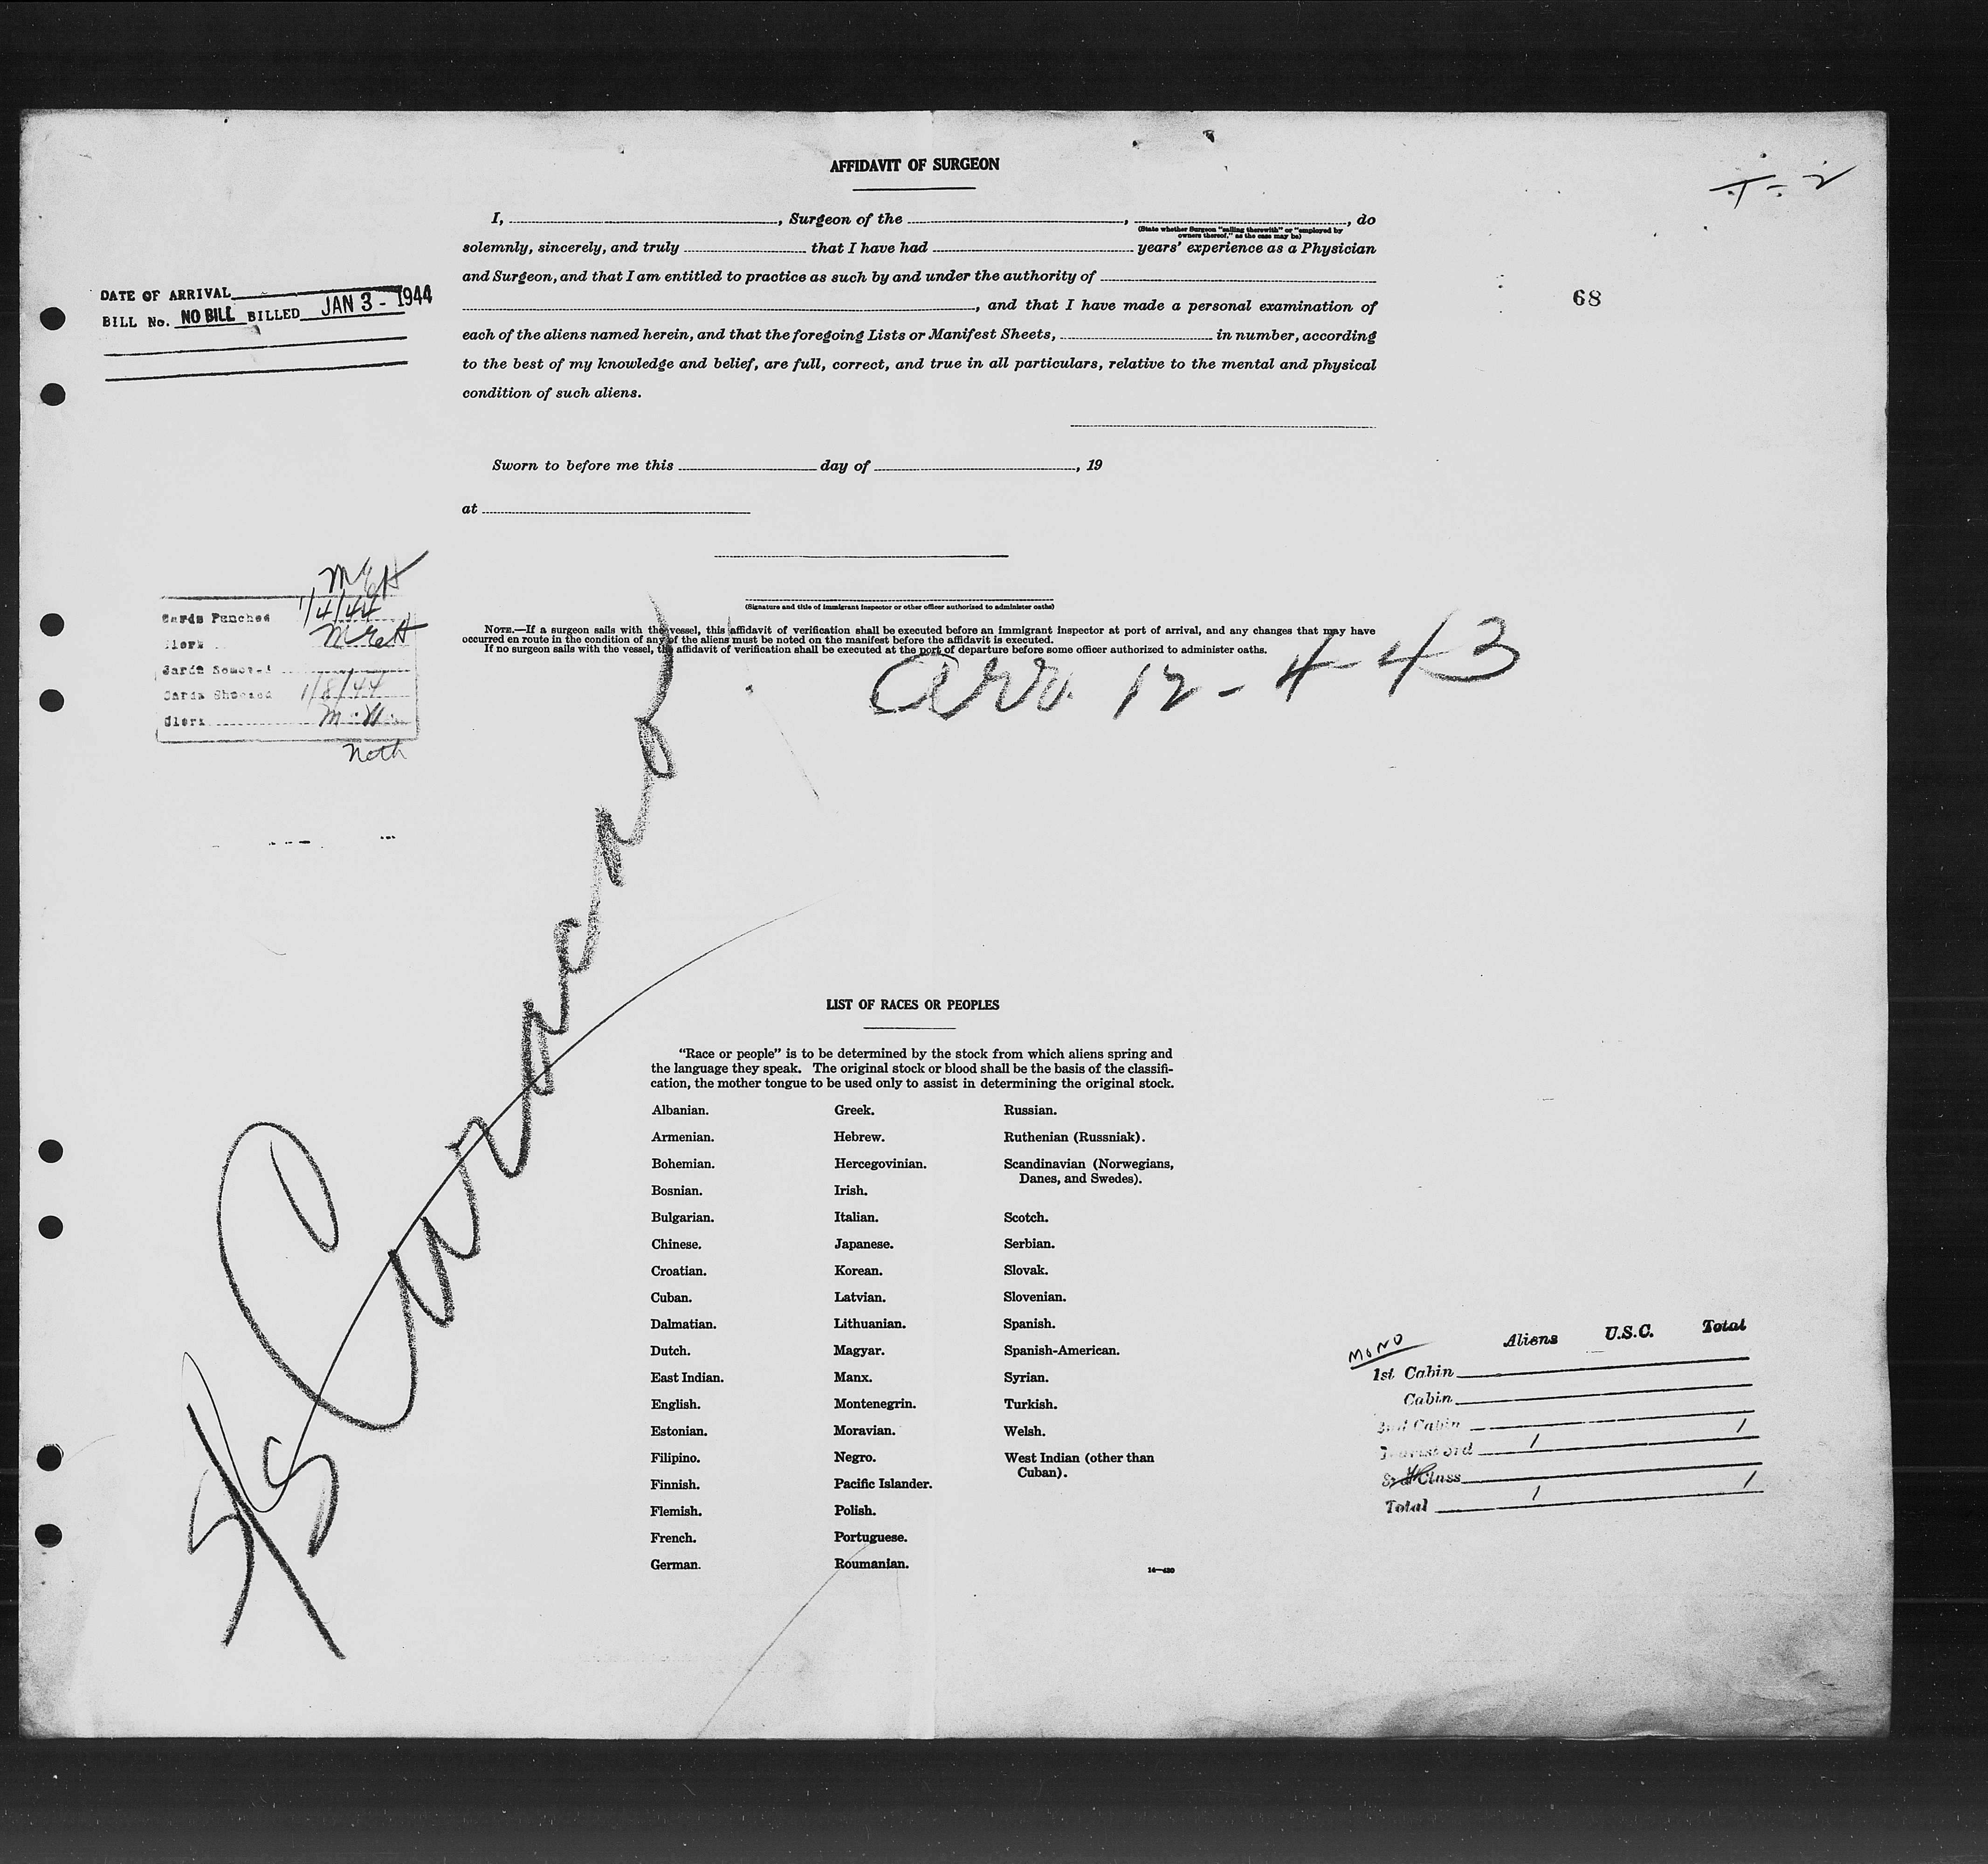 AFFIDAVIT OF SURGEON
T-2
I, , Surgeon of the , , do
(State whether Surgeon "sailing therewith" or "employed by
owners thereof," as the case may be)
solemnly, sincerely, and truly that I have had years' experience as a Physician
and Surgeon, and that I am entitled to practice as such by and under the authority of
, and that I have made a personal examination of
each of the aliens named herein, and that the foregoing Lists or Manifest Sheets, in number, according
to the best of my knowledge and belief, are full, correct, and true in all particulars, relative to the mental and physical
condition of such aliens.
DATE OF ARRIVAL
BILL No. NO BILL BILLED JAN 3 - 1944
68
Sworn to before me this day of , 19
at
(Signature and title of immigrant inspector or other officer authorized to administer oaths)
NOTE.—If a surgeon sails with the vessel, this affidavit of verification shall be executed before an immigrant inspector at port of arrival, and any changes that may have
occurred en route in the condition of any of the aliens must be noted on the manifest before the affidavit is executed.
If no surgeon sails with the vessel, the affidavit of verification shall be executed at the port of departure before some officer authorized to administer oaths.
Cards Punched 1/4/44
Clerk
Cards
Cards 1/8/44
Clerk
Arr. 12-4-43
SS
LIST OF RACES OR PEOPLES
"Race or people" is to be determined by the stock from which aliens spring and
the language they speak. The original stock or blood shall be the basis of the classifi-
cation, the mother tongue to be used only to assist in determining the original stock.
Albanian.
Armenian.
Bohemian.
Bosnian.
Bulgarian.
Chinese.
Croatian.
Cuban.
Dalmatian.
Dutch.
East Indian.
English.
Estonian.
Filipino.
Finnish.
Flemish.
French.
German.
Greek.
Hebrew.
Hercegovinian.
Irish.
Italian.
Japanese.
Korean.
Latvian.
Lithuanian.
Magyar.
Manx.
Montenegrin.
Moravian.
Negro.
Pacific Islander.
Polish.
Portuguese.
Roumanian.
Russian.
Ruthenian (Russniak).
Scandinavian (Norwegians,
Danes, and Swedes).
Scotch.
Serbian.
Slovak.
Slovenian.
Spanish.
Spanish-American.
Syrian.
Turkish.
Welsh.
West Indian (other than
Cuban).
14—430
MONO
Aliens U.S.C. Total
1st Cabin
Cabin
2nd Cabin
Tourist 3rd 1 1
3rd Class
Total 1 1